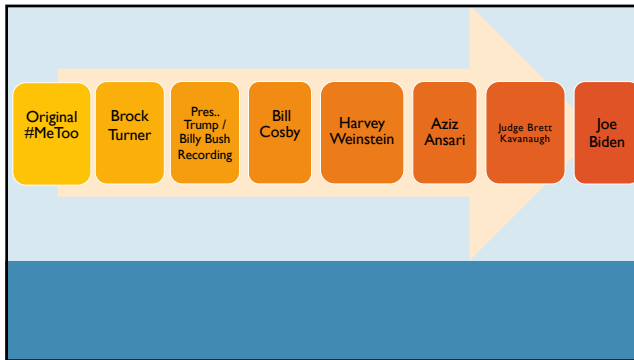 Original
#MeToo
Brock
Turner
Pres..
Trump /
Billy Bush
Recording
Bill
Cosby
Harvey
Weinstein
Aziz
Ansari
Judge Brett
Kavanaugh
Joe
Biden